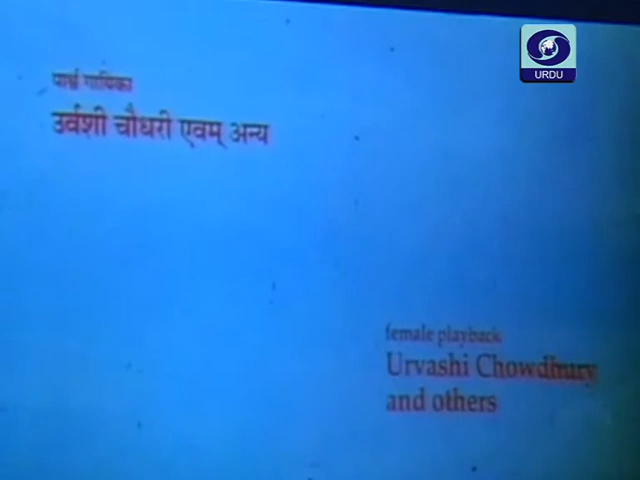 URDU
पार्श्व गायिका
उर्वशी चौधरी एवम् अन्य
female playback
Urvashi Chowdhury
and others